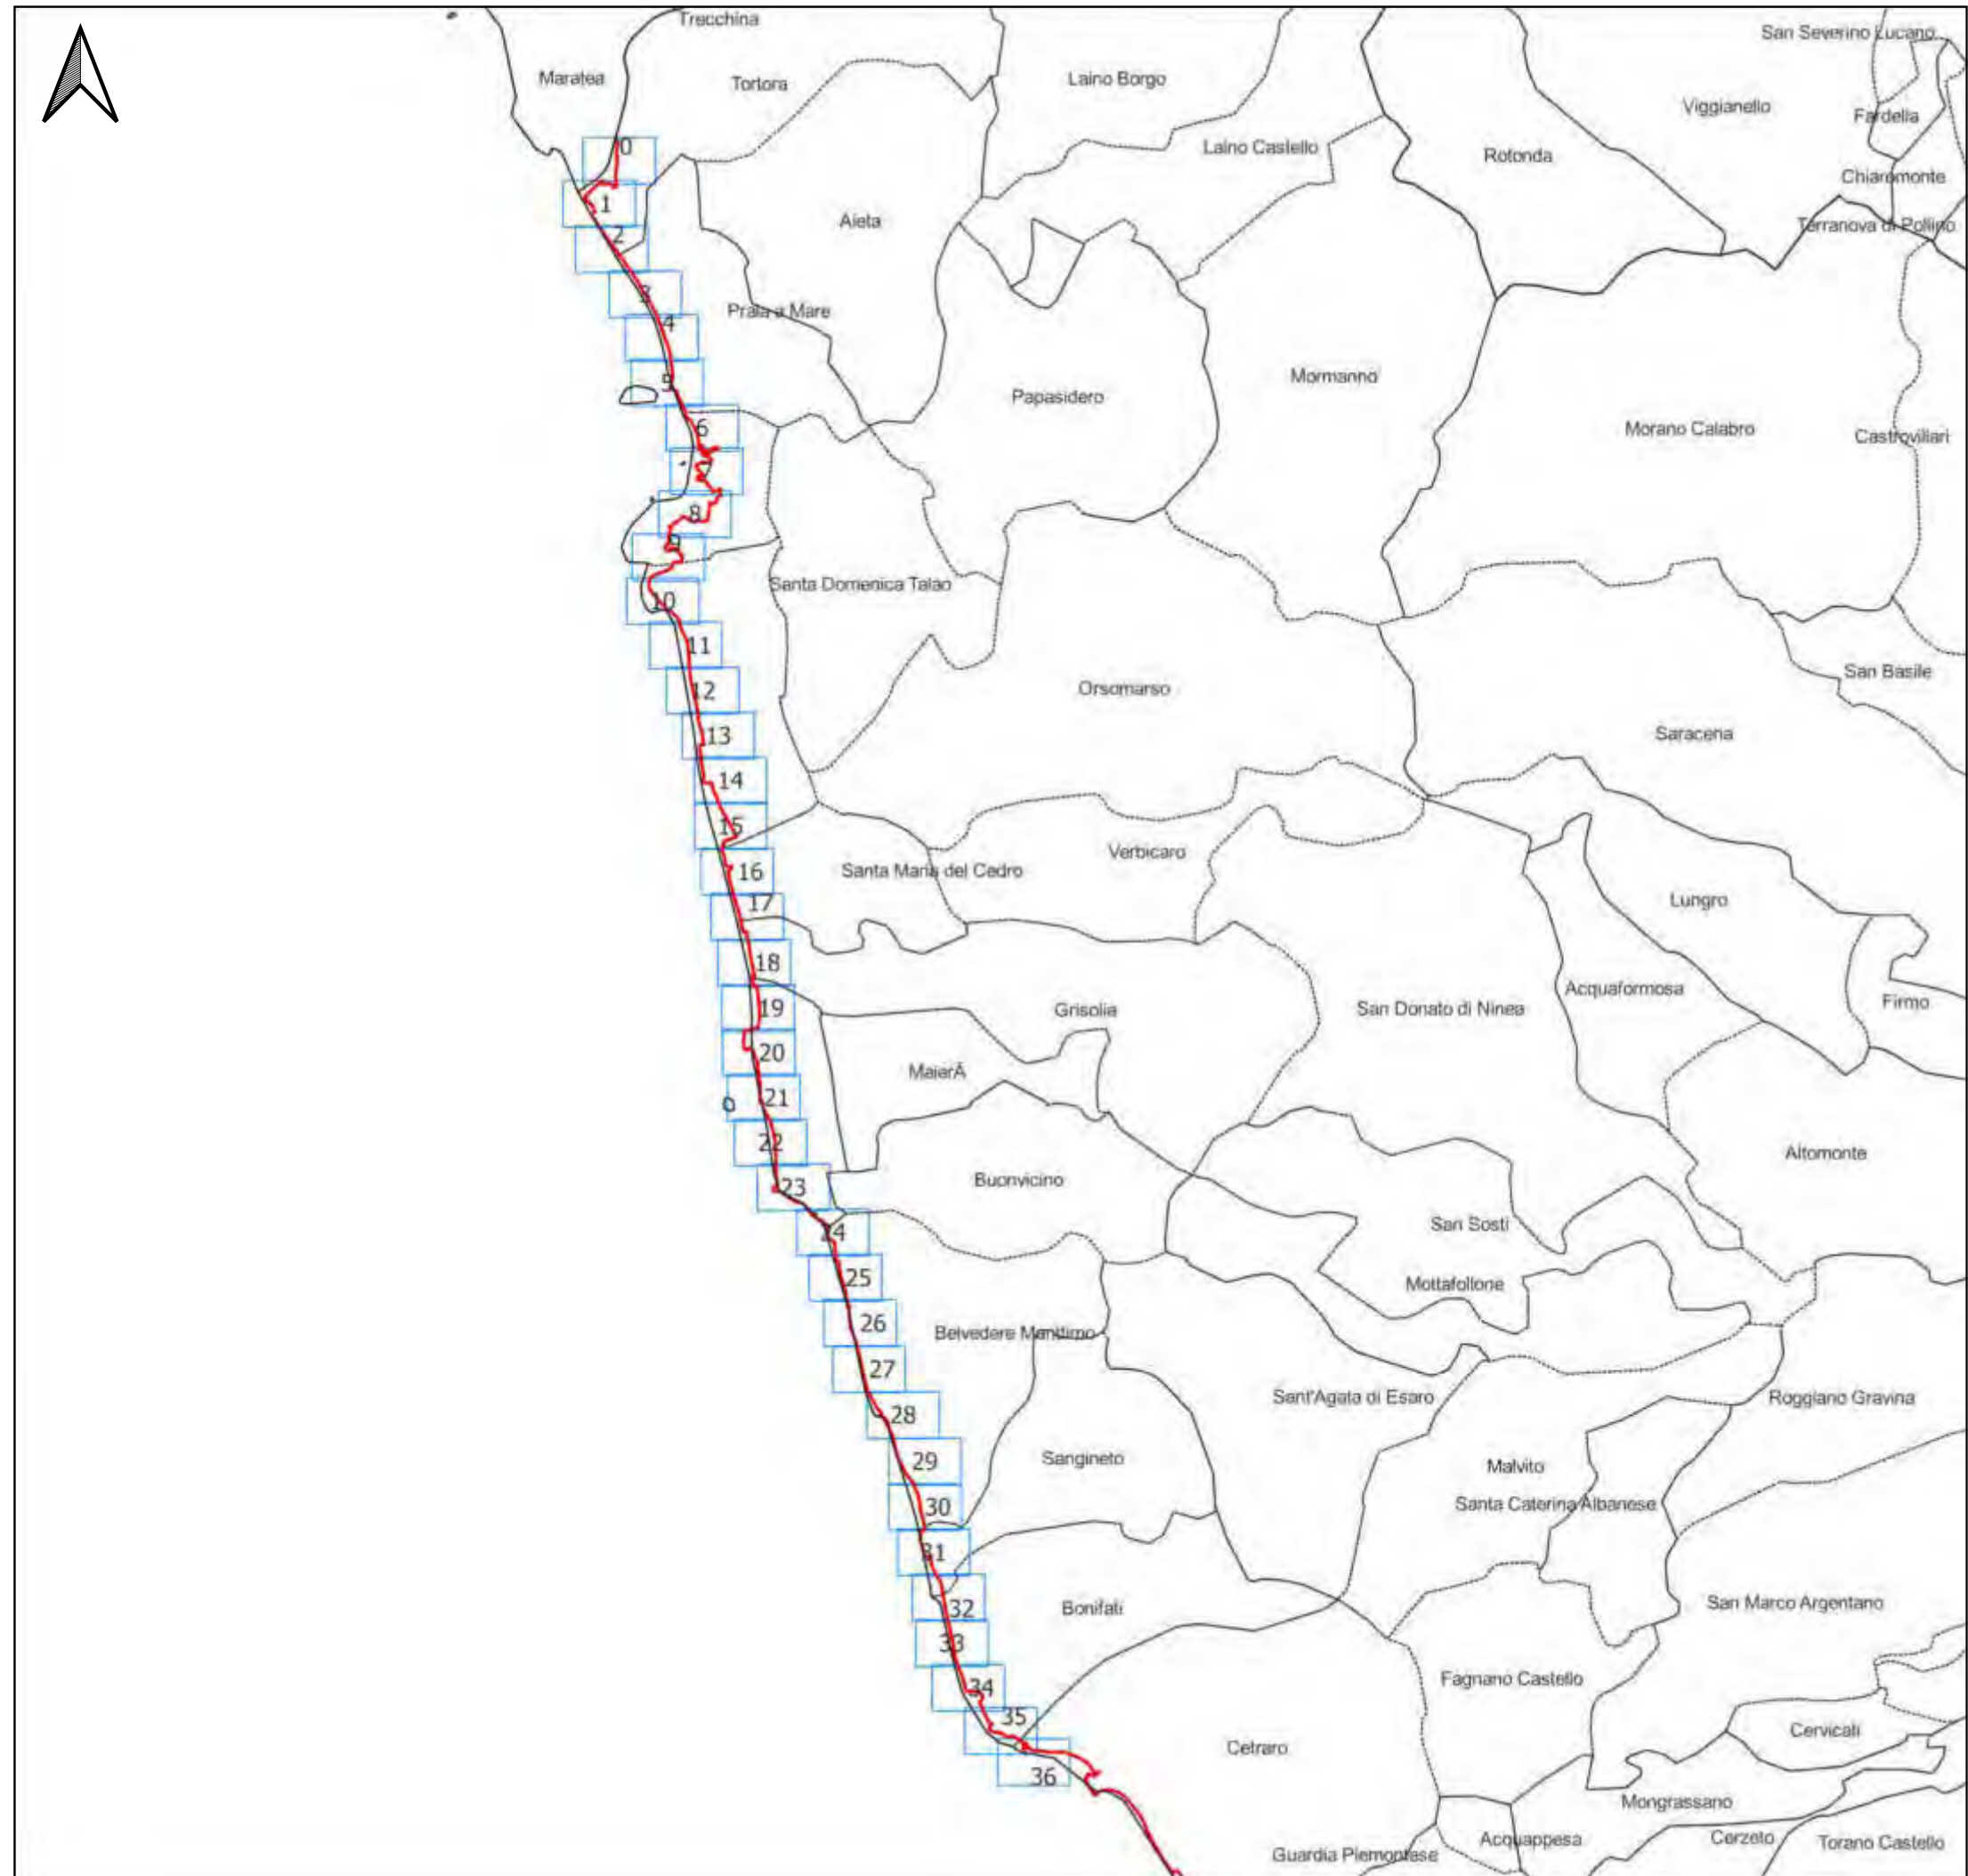 Trecchina
San Severino Lucano
Maratea
Tortora
Laino Borgo
Viggianello
Fardella
0
Laino Castello
Rotonda
Chiaromonte
1
Aieta
Terranova di Pollino
2
3
Praia a Mare
4
5
Mormanno
Papasidero
6
Morano Calabro
Castrovillari
7
8
9
Santa Domenica Talao
10
11
San Basile
12
Orsomarso
13
Saracena
14
15
Verbicaro
16
Santa Maria del Cedro
17
Lungro
18
Acquaformosa
19
Grisolia
San Donato di Ninea
Firmo
20
MaierÃ
21
22
Altomonte
23
Buonvicino
24
San Sosti
25
Mottafollone
26
Belvedere Marittimo
27
Sant'Agata di Esaro
Roggiano Gravina
28
29
Sangineto
Malvito
30
Santa Caterina Albanese
31
32
Bonifati
San Marco Argentano
33
34
Fagnano Castello
35
Cetraro
Cervicati
36
Mongrassano
Guardia Piemontese
Acquappesa
Cerzeto
Torano Castello